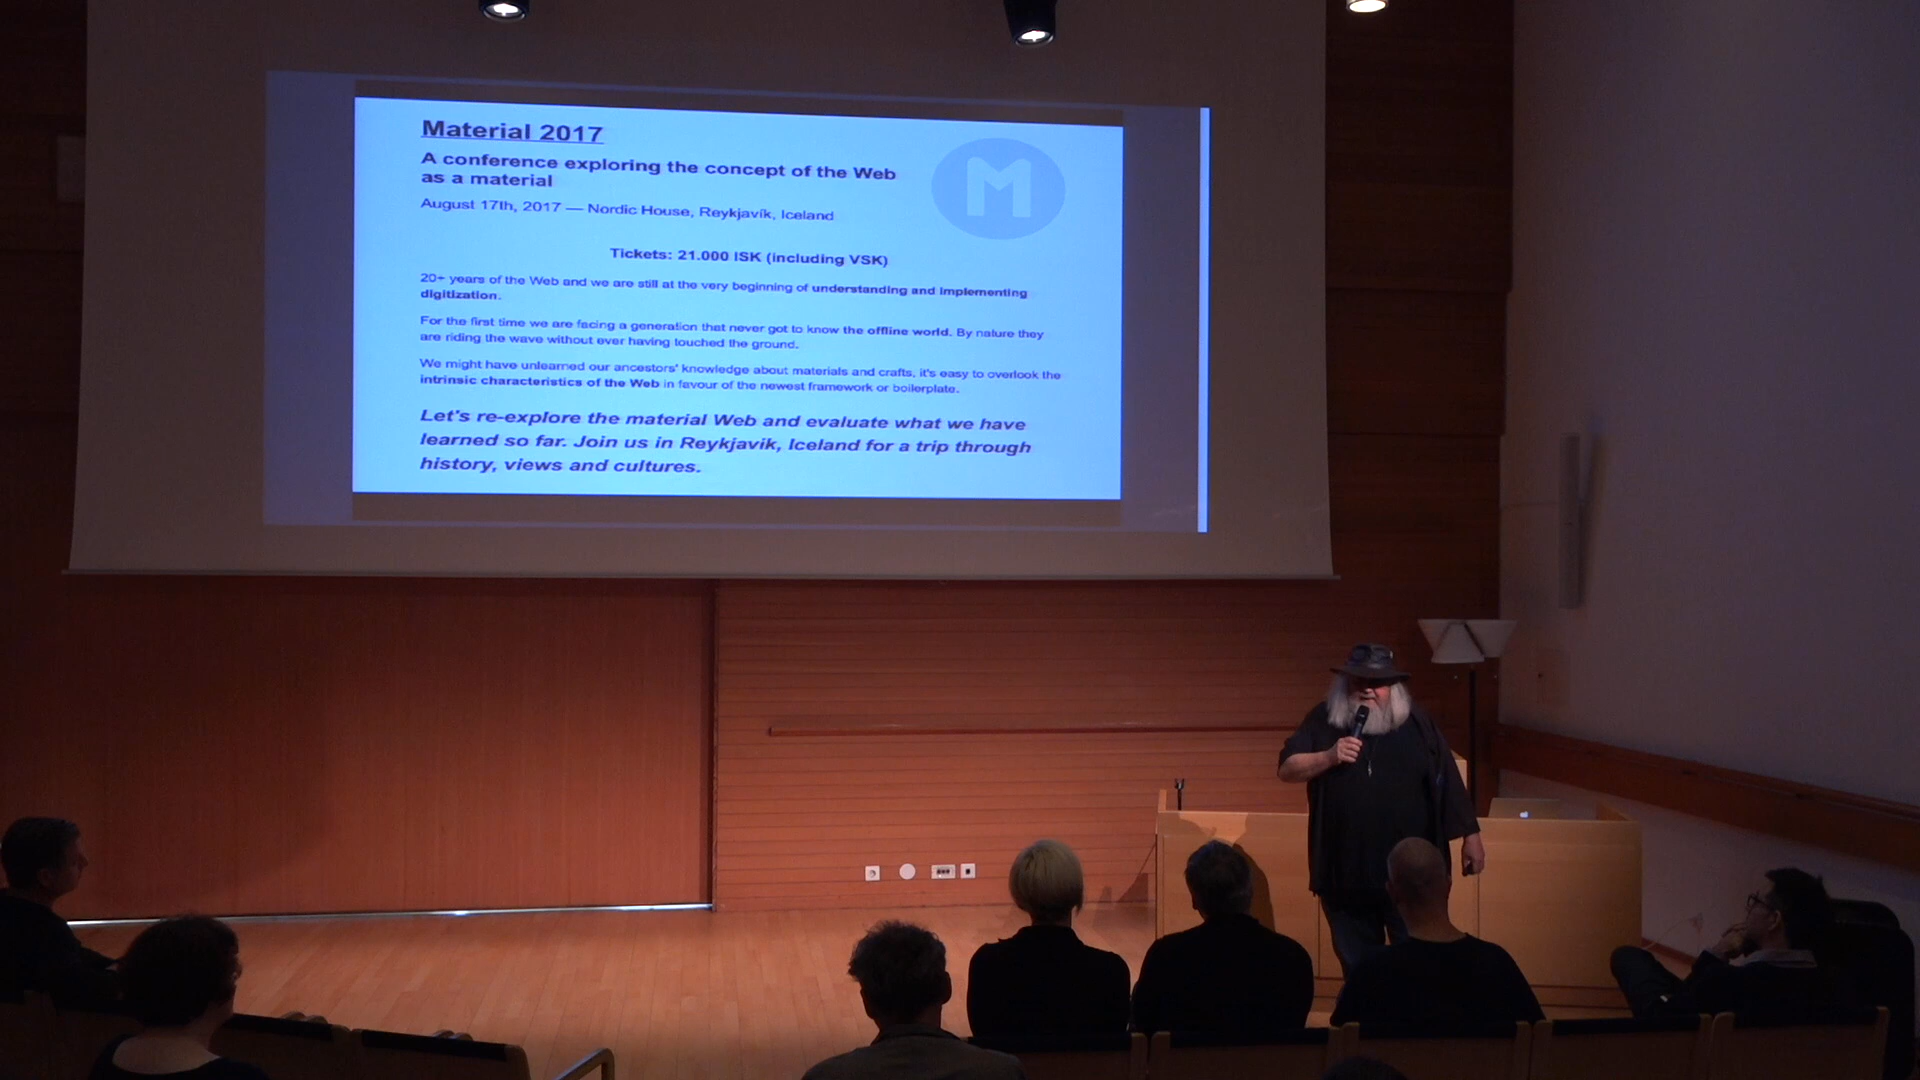 Material 2017
A conference exploring the concept of the Web
as a material
M
August 17th, 2017 — Nordic House, Reykjavík, Iceland
Tickets: 21.000 ISK (including VSK)
20+ years of the Web and we are still at the very beginning of understanding and implementing
digitization.
For the first time we are facing a generation that never got to know the offline world. By nature they
are riding the wave without ever having touched the ground.
We might have unlearned our ancestors' knowledge about materials and crafts, it's easy to overlook the
intrinsic characteristics of the Web in favour of the newest framework or boilerplate.
Let's re-explore the material Web and evaluate what we have
learned so far. Join us in Reykjavik, Iceland for a trip through
history, views and cultures.